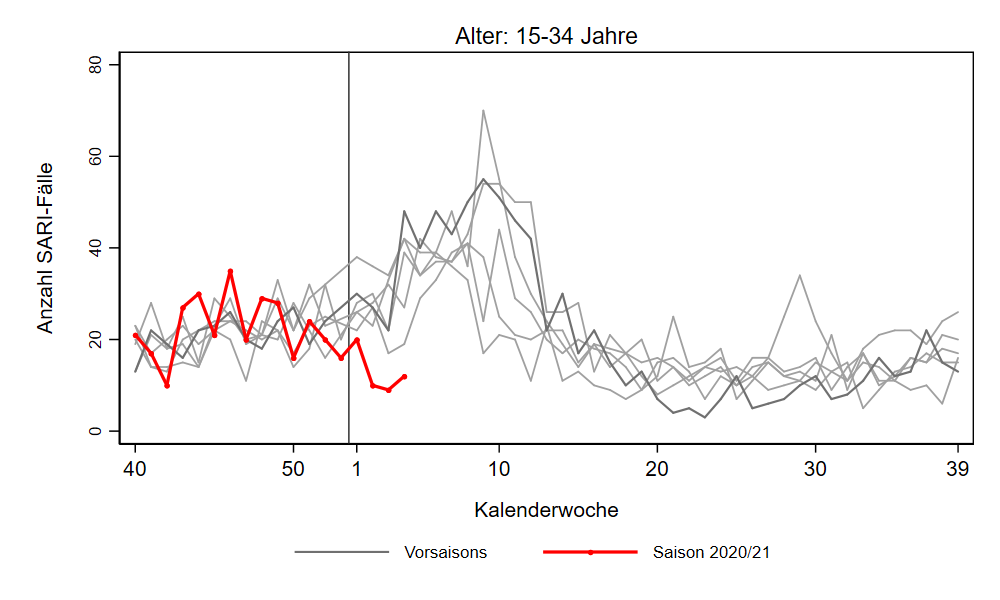 Alter: 15-34 Jahre
Anzahl SARI-Fälle
80
60
40
20
0
40 50 1 10 20 30 39
Kalenderwoche
Vorsaisons Saison 2020/21